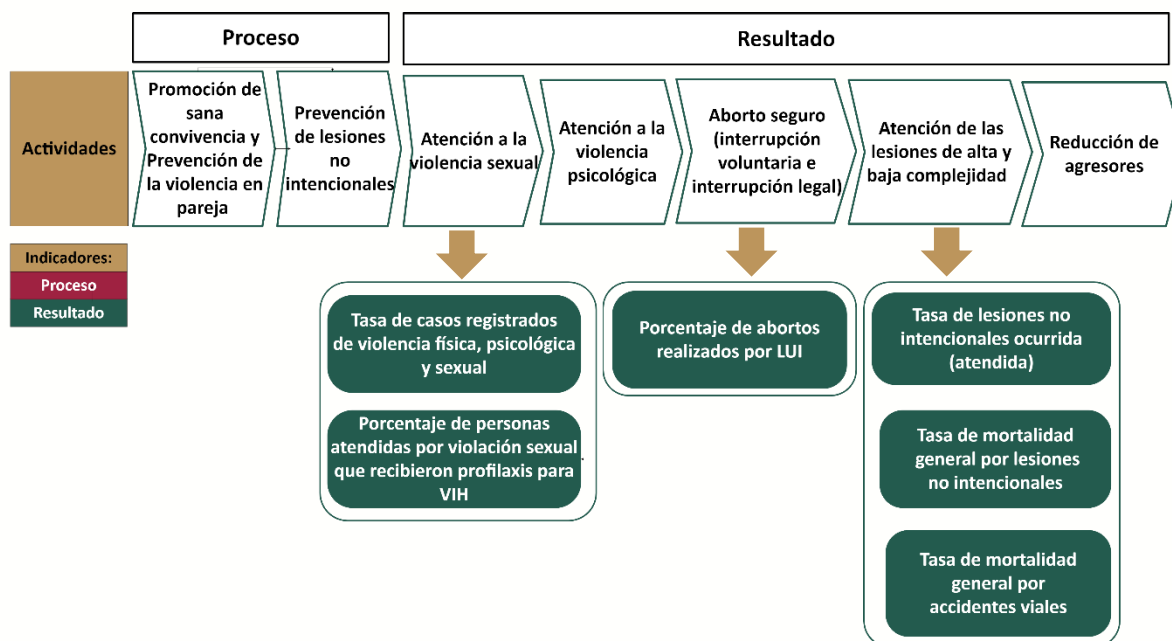 Proceso
Resultado
Actividades
Promoción de
sana
convivencia y
Prevención de
la violencia en
pareja
Prevención
de lesiones
no
intencionales
Atención a la
violencia sexual
Atención a la
violencia
psicológica
Aborto seguro
(interrupción
voluntaria e
interrupción legal)
Atención de las
lesiones de alta y
baja complejidad
Reducción de
agresores
Indicadores:
Proceso
Resultado
Tasa de casos registrados
de violencia física, psicológica
y sexual
Porcentaje de personas
atendidas por violación sexual
que recibieron profilaxis para
VIH
Porcentaje de abortos
realizados por LUI
Tasa de lesiones no
intencionales ocurrida
(atendida)
Tasa de mortalidad
general por lesiones
no intencionales
Tasa de mortalidad
general por
accidentes viales